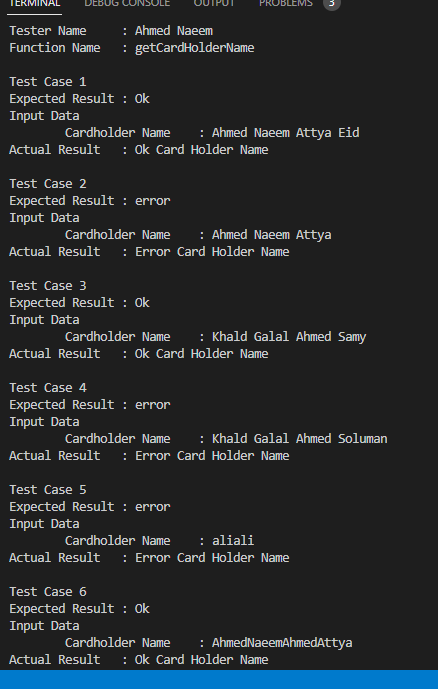 TERMINAL DEBUG CONSOLE OUTPUT PROBLEMS 3
Tester Name : Ahmed Naeem
Function Name : getCardHolderName
Test Case 1
Expected Result : Ok
Input Data
Cardholder Name : Ahmed Naeem Attya Eid
Actual Result : Ok Card Holder Name
Test Case 2
Expected Result : error
Input Data
Cardholder Name : Ahmed Naeem Attya
Actual Result : Error Card Holder Name
Test Case 3
Expected Result : Ok
Input Data
Cardholder Name : Khald Galal Ahmed Samy
Actual Result : Ok Card Holder Name
Test Case 4
Expected Result : error
Input Data
Cardholder Name : Khald Galal Ahmed Soluman
Actual Result : Error Card Holder Name
Test Case 5
Expected Result : error
Input Data
Cardholder Name : aliali
Actual Result : Error Card Holder Name
Test Case 6
Expected Result : Ok
Input Data
Cardholder Name : AhmedNaeemAhmedAttya
Actual Result : Ok Card Holder Name